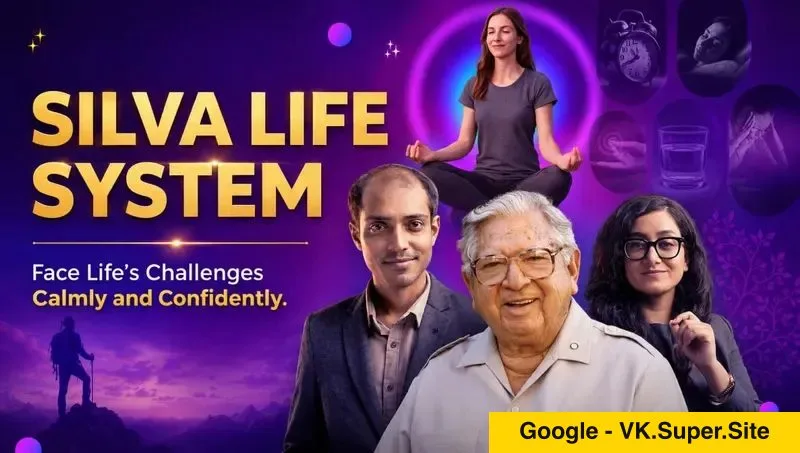 SILVA LIFE
SYSTEM
Face Life's Challenges
Calmly and Confidently.
Google - VK.Super.Site